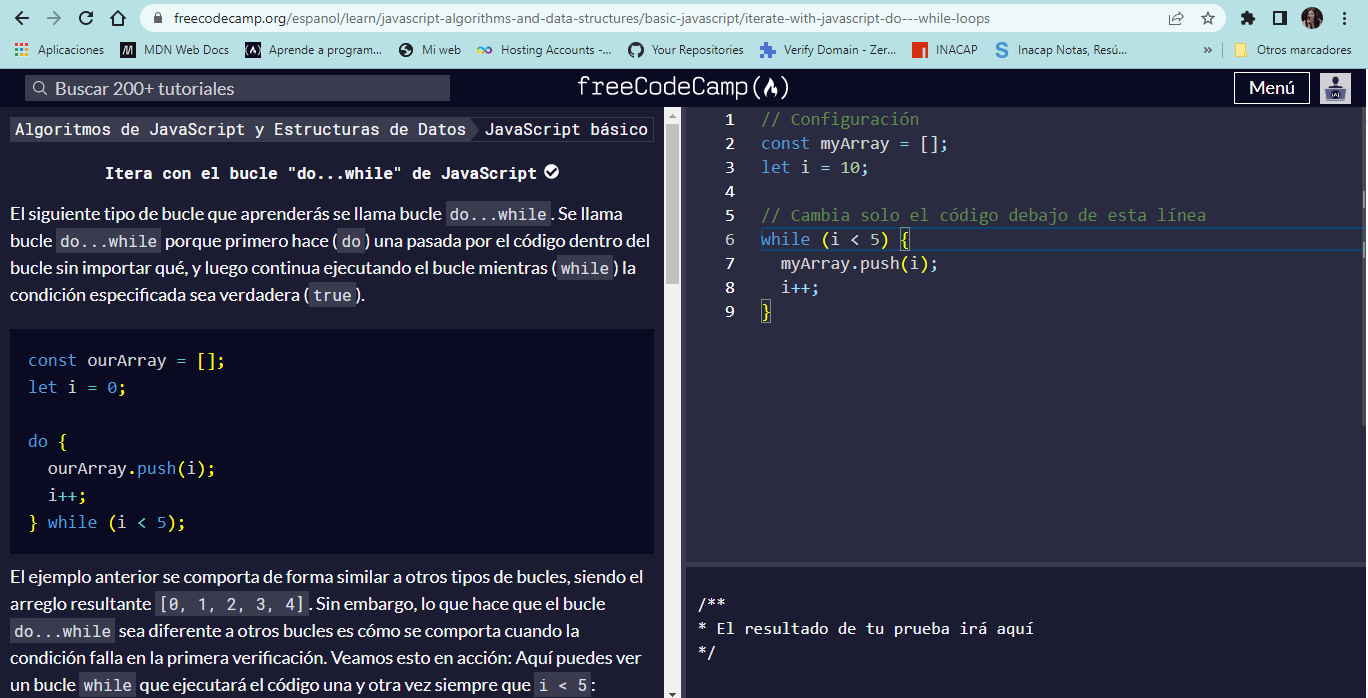 freecodecamp.org/espanol/learn/javascript-algorithms-and-data-structures/basic-javascript/iterate-with-javascript-do---while-loops
Aplicaciones MDN Web Docs Aprende a program... Mi web Hosting Accounts -... Your Repositories Verify Domain - Zer... INACAP Inacap Notas, Resú... » Otros marcadores
Buscar 200+ tutoriales
freeCodeCamp
Menú
Algoritmos de JavaScript y Estructuras de Datos JavaScript básico
Itera con el bucle "do...while" de JavaScript
El siguiente tipo de bucle que aprenderás se llama bucle do...while. Se llama
bucle do...while porque primero hace (do) una pasada por el código dentro del
bucle sin importar qué, y luego continua ejecutando el bucle mientras (while) la
condición especificada sea verdadera (true).
const ourArray = [];
let i = 0;
do {
ourArray.push(i);
i++;
} while (i < 5);
El ejemplo anterior se comporta de forma similar a otros tipos de bucles, siendo el
arreglo resultante [0, 1, 2, 3, 4]. Sin embargo, lo que hace que el bucle
do...while sea diferente a otros bucles es cómo se comporta cuando la
condición falla en la primera verificación. Veamos esto en acción: Aquí puedes ver
un bucle while que ejecutará el código una y otra vez siempre que i < 5:
1 // Configuración
2 const myArray = [];
3 let i = 10;
4
5 // Cambia solo el código debajo de esta línea
6 while (i < 5) {
7 myArray.push(i);
8 i++;
9 }
/**
* El resultado de tu prueba irá aquí
*/